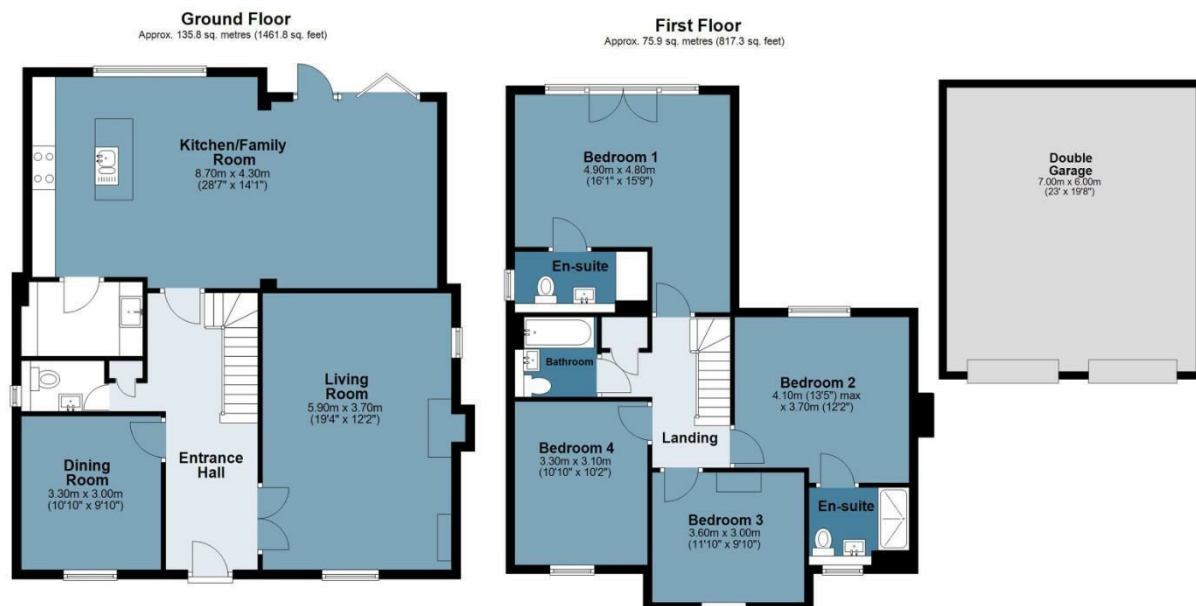 Ground Floor
Approx. 135.8 sq. metres (1461.8 sq. feet)
Kitchen/Family
Room
8.70m x 4.30m
(28'7" x 14'1")
Living
Room
5.90m x 3.70m
(19'4" x 12'2")
Dining
Room
3.30m x 3.00m
(10'10" x 9'10")
Entrance
Hall
First Floor
Approx. 75.9 sq. metres (817.3 sq. feet)
Bedroom 1
4.90m x 4.80m
(16'1" x 15'9")
En-suite
Bathroom
Bedroom 2
4.10m (13'5") max
x 3.70m (12'2")
Landing
Bedroom 4
3.30m x 3.10m
(10'10" x 10'2")
Bedroom 3
3.60m x 3.00m
(11'10" x 9'10")
En-suite
Double
Garage
7.00m x 6.00m
(23' x 19'8")